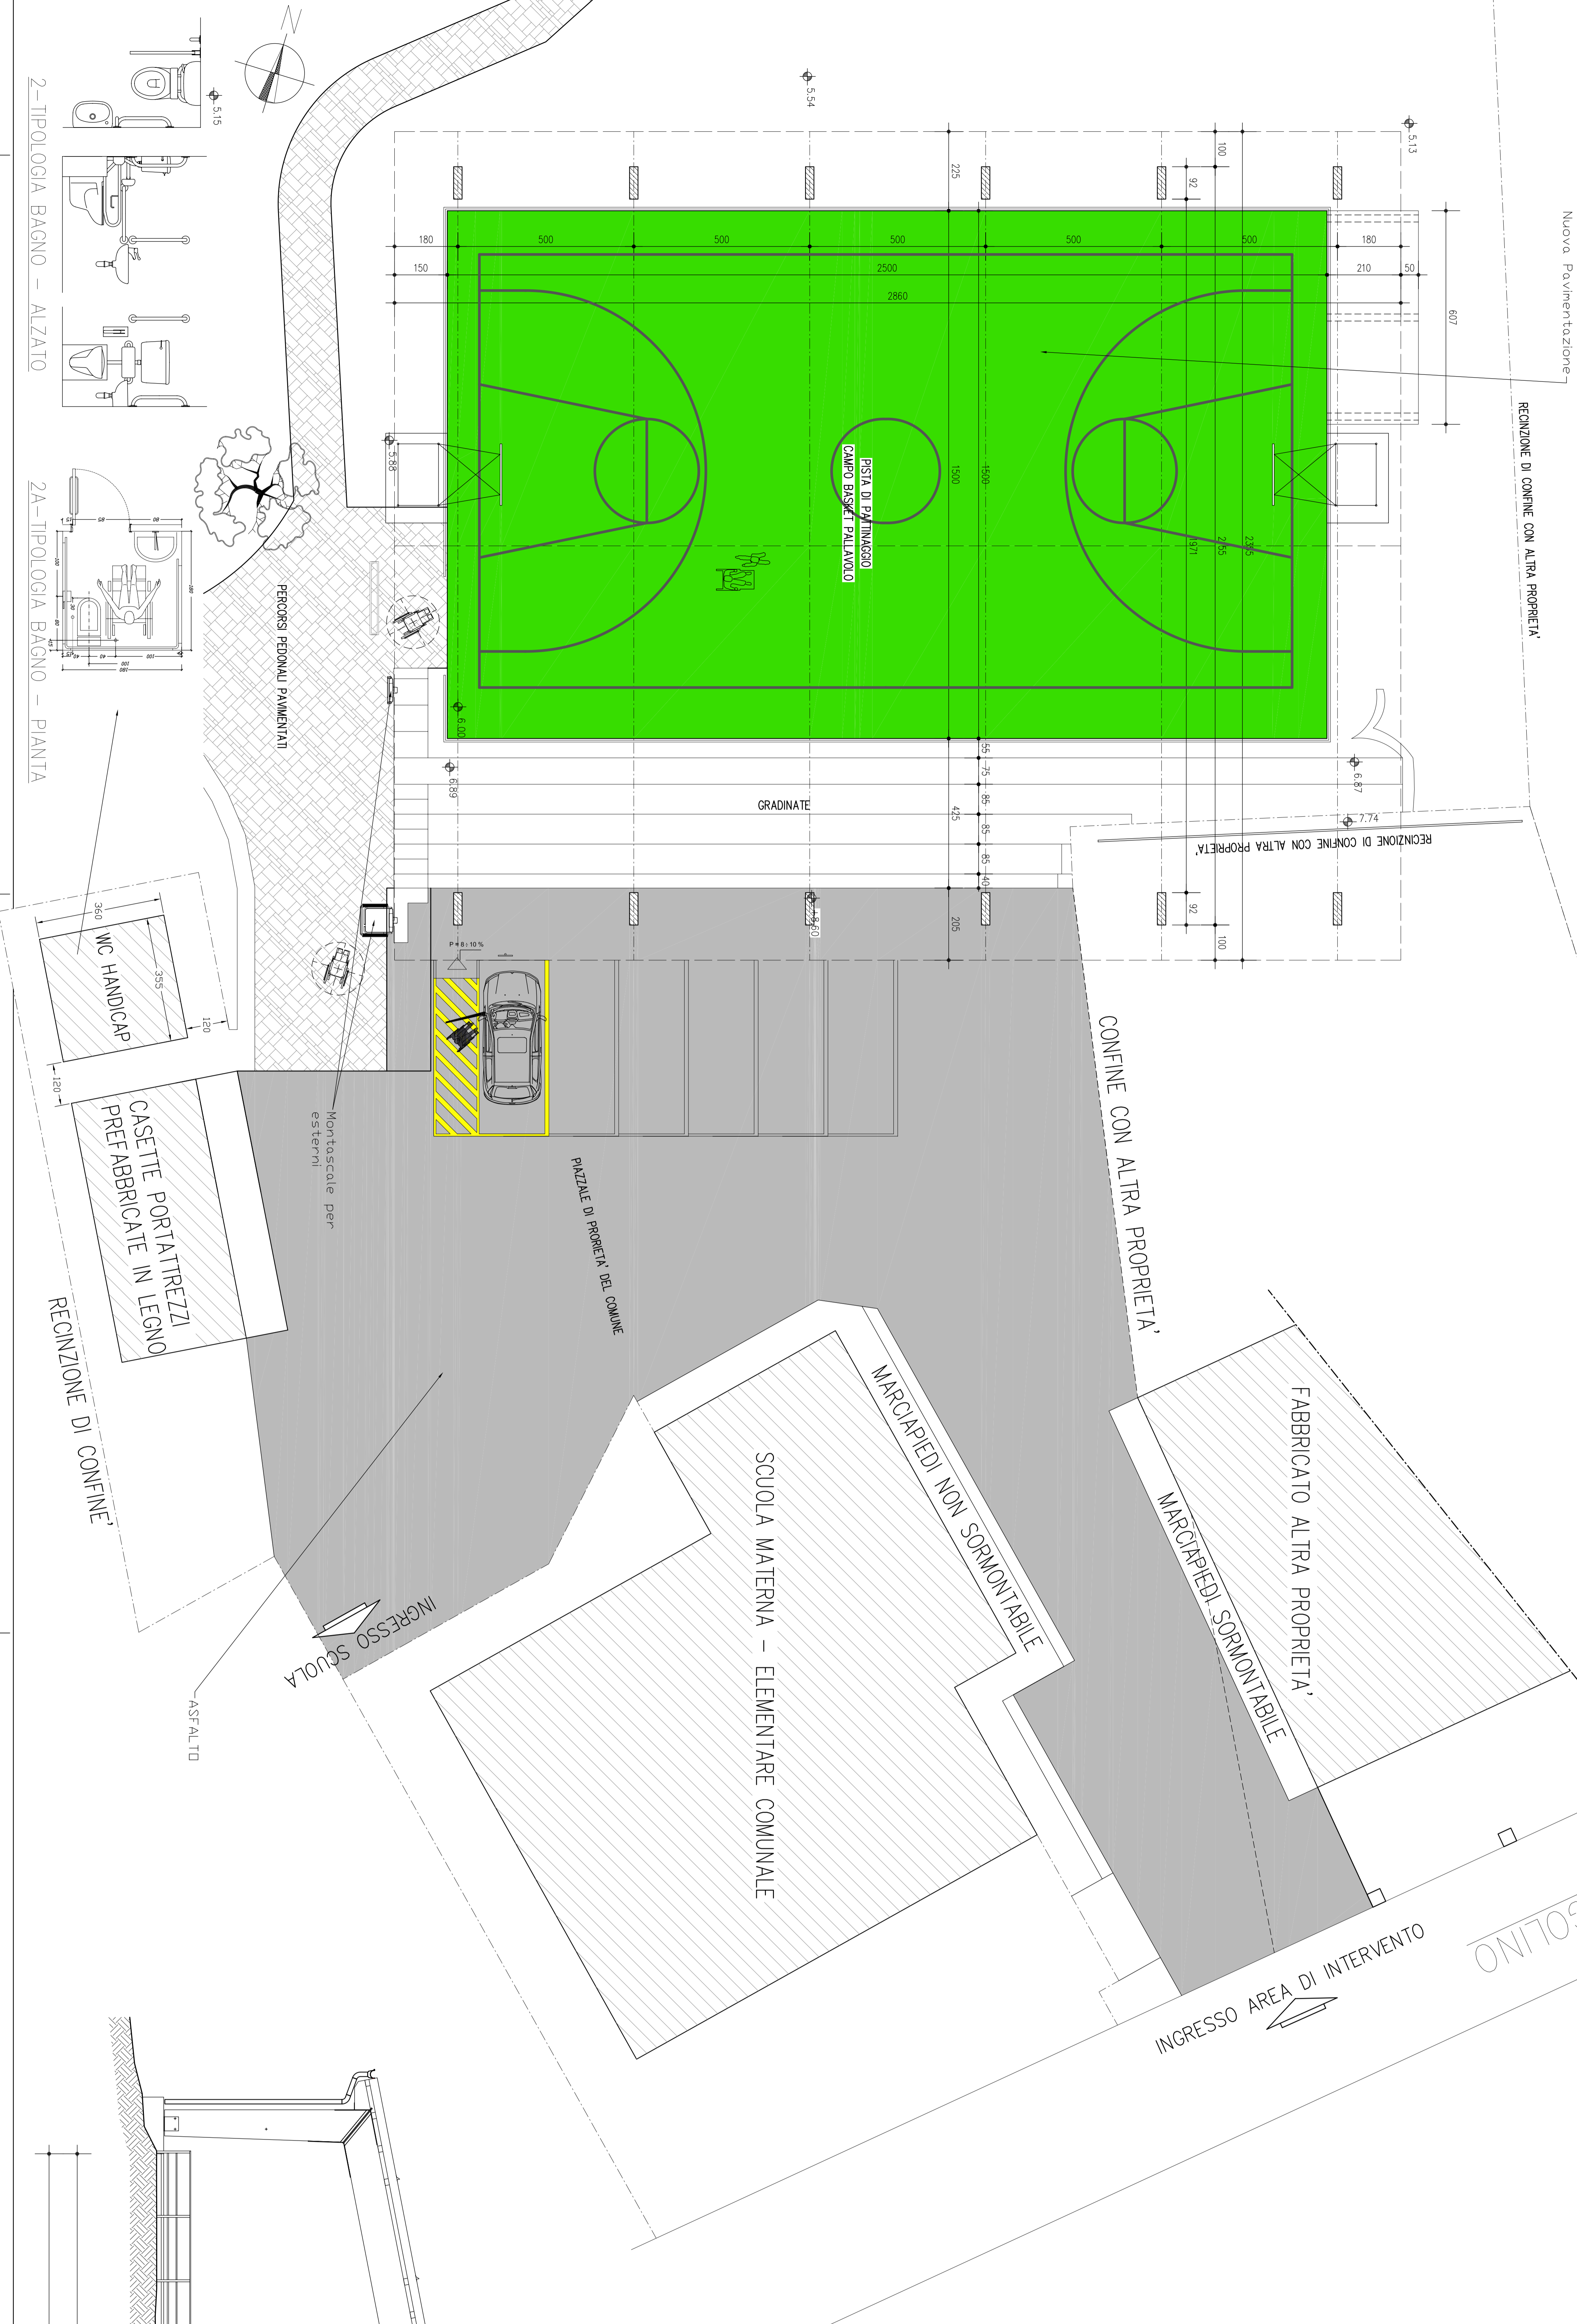 Nuova Pavimentazione
RECINZIONE DI CONFINE CON ALTRA PROPRIETA'
5.13
5.54
5.15
N
100
92
225
607
180
500
500
500
500
500
180
150
2500
210
50
2860
2-TIPOLOGIA BAGNO - ALZATO
5.88
PISTA DI PATTINAGGIO
CAMPO BASKET PALLAVOLO
1500
1500
1971
2155
2355
2A-TIPOLOGIA BAGNO - PIANTA
PERCORSI PEDONALI PAVIMENTATI
6.00
6.89
6.87
7.74
RECINZIONE DI CONFINE CON ALTRA PROPRIETA'
GRADINATE
55
75
85
85
85
40
425
205
92
100
+8.60
P = 8 : 10 %
360
355
WC HANDICAP
120
120
CASETTE PORTATTREZZI
PREFABBRICATE IN LEGNO
Montascale per
esterni
PIAZZALE DI PRORIETA' DEL COMUNE
CONFINE CON ALTRA PROPRIETA'
RECINZIONE DI CONFINE'
MARCIAPIEDI NON SORMONTABILE
MARCIAPIEDI SORMONTABILE
FABBRICATO ALTRA PROPRIETA'
SCUOLA MATERNA - ELEMENTARE COMUNALE
INGRESSO SCUOLA
ASFALTO
INGRESSO AREA DI INTERVENTO